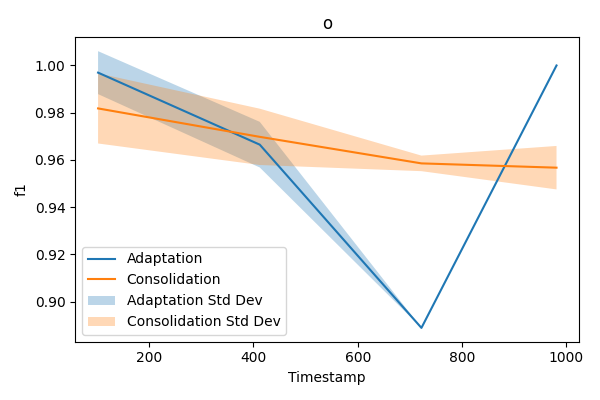 o
1.00
0.98
0.96
0.94
0.92
0.90
f1
Adaptation
Consolidation
Adaptation Std Dev
Consolidation Std Dev
200
400
600
800
1000
Timestamp